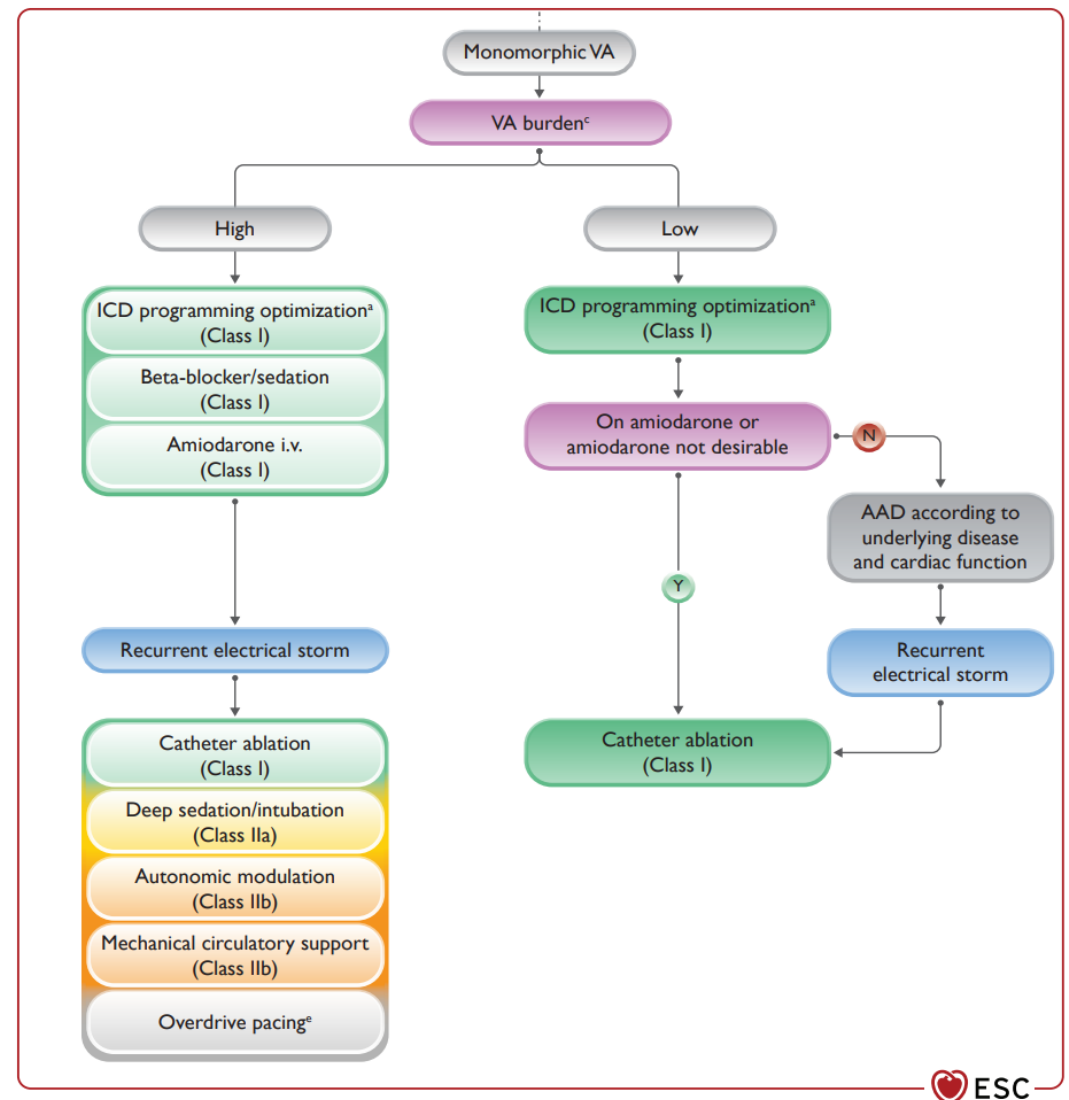 Monomorphic VA
VA burdenᶜ
High
Low
ICD programming optimizationᵃ
(Class I)
Beta-blocker/sedation
(Class I)
Amiodarone i.v.
(Class I)
ICD programming optimizationᵃ
(Class I)
On amiodarone or
amiodarone not desirable
N
AAD according to
underlying disease
and cardiac function
Y
Recurrent electrical storm
Recurrent
electrical storm
Catheter ablation
(Class I)
Deep sedation/intubation
(Class IIa)
Autonomic modulation
(Class IIb)
Mechanical circulatory support
(Class IIb)
Overdrive pacingᵉ
Catheter ablation
(Class I)
ESC